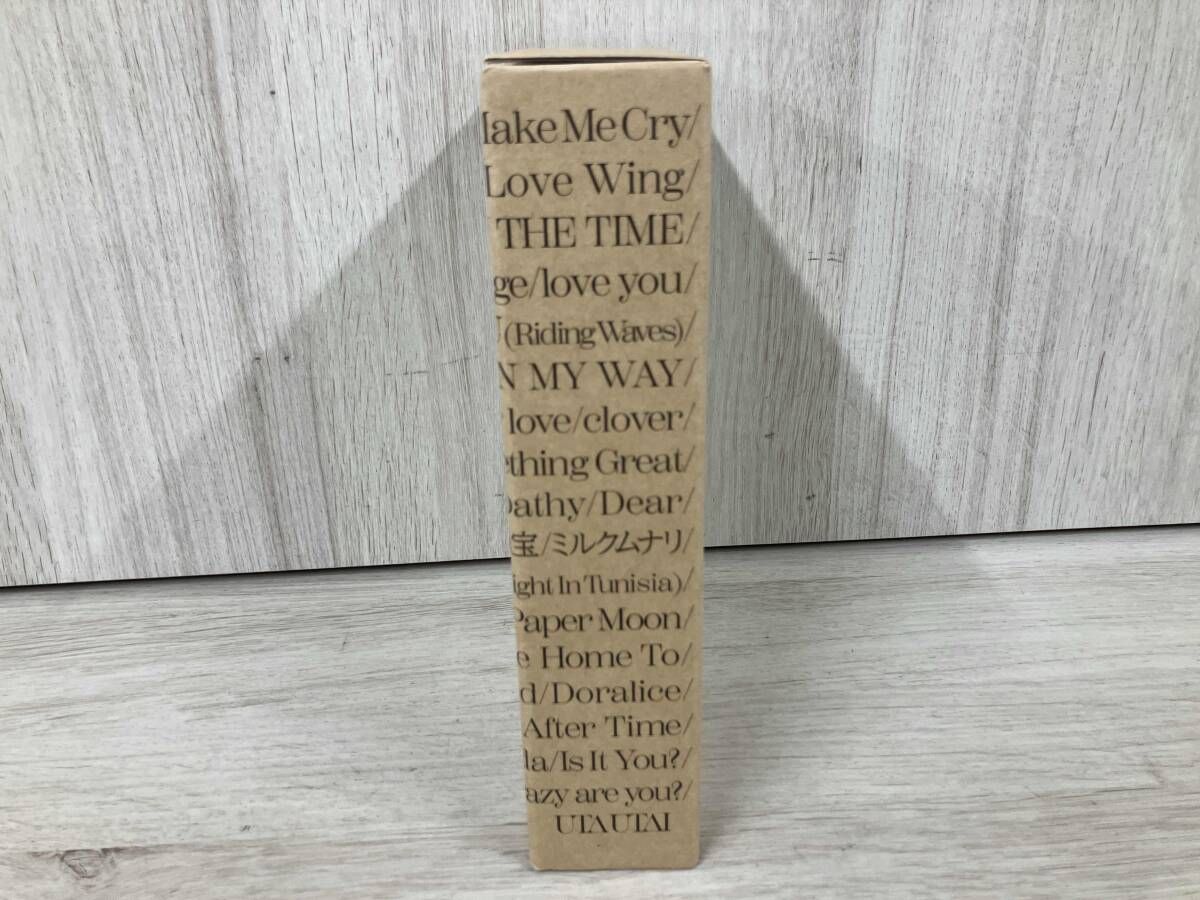 Make Me Cry/
Love Wing/
THE TIME/
ge/love you/
(Riding Waves)/
N MY WAY/
love/clover/
ething Great/
pathy/Dear/
宝/ミルクムナリ/
ight In Tunisia)/
Paper Moon/
e Home To/
d/Doralice/
After Time/
la/Is It You?/
azy are you?/
UTAUTAI